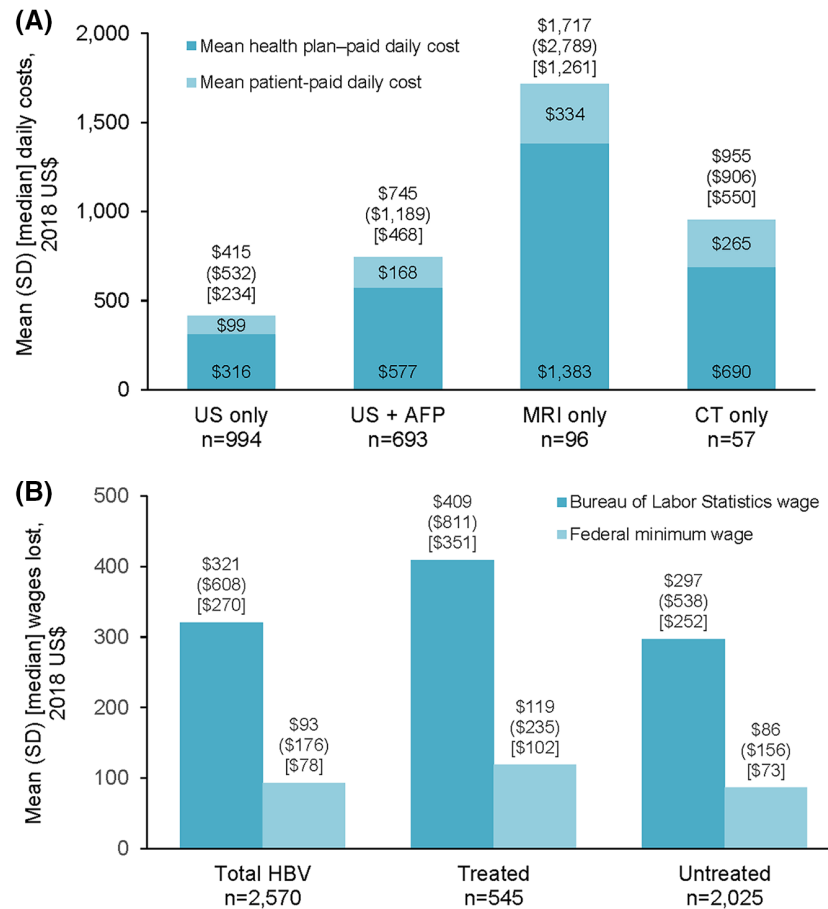 (A)
Mean (SD) [median] daily costs,
2018 US$
2,000
1,500
1,000
500
0
Mean health plan–paid daily cost
Mean patient-paid daily cost
$415
($532)
[$234]
$99
$316
$745
($1,189)
[$468]
$168
$577
$1,717
($2,789)
[$1,261]
$334
$1,383
$955
($906)
[$550]
$265
$690
US only
n=994
US + AFP
n=693
MRI only
n=96
CT only
n=57
(B)
Mean (SD) [median] wages lost,
2018 US$
500
400
300
200
100
0
Bureau of Labor Statistics wage
Federal minimum wage
$321
($608)
[$270]
$93
($176)
[$78]
$409
($811)
[$351]
$119
($235)
[$102]
$297
($538)
[$252]
$86
($156)
[$73]
Total HBV
n=2,570
Treated
n=545
Untreated
n=2,025